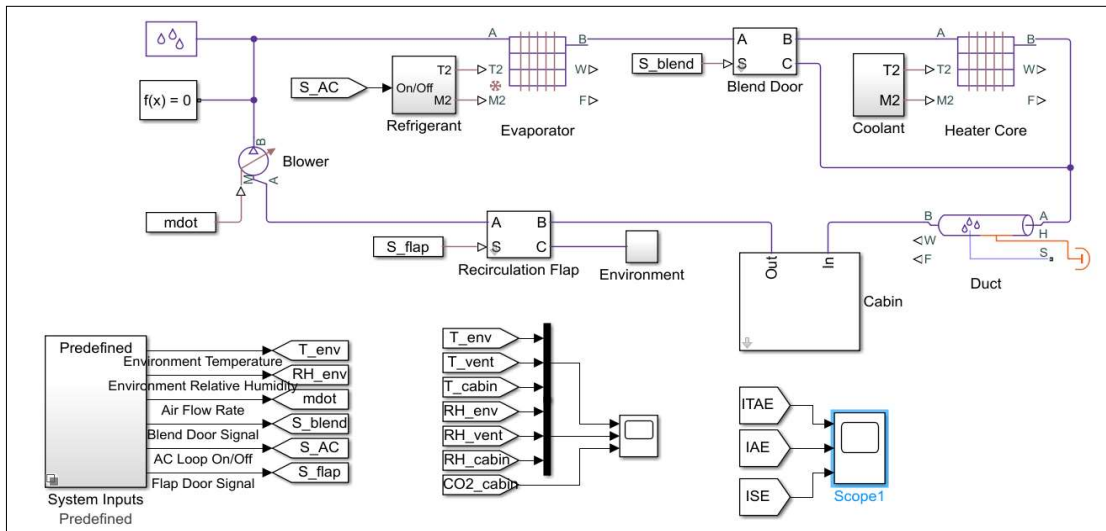 A
B
A
B
A
B
S_blend
S
C
T2
T2
W
T2
T2
W
S_AC
On/Off
M2
M2
F
M2
M2
F
f(x) = 0
Refrigerant
Evaporator
Blend Door
Coolant
Heater Core
B
Blower
M
A
mdot
A
B
S_flap
S
C
Recirculation Flap
Environment
Out
In
Cabin
B
A
W
H
F
S
Duct
Predefined
T_env
Environment Temperature
RH_env
Environment Relative Humidity
mdot
Air Flow Rate
S_blend
Blend Door Signal
S_AC
AC Loop On/Off
S_flap
Flap Door Signal
System Inputs
Predefined
T_env
T_vent
T_cabin
RH_env
RH_vent
RH_cabin
CO2_cabin
ITAE
IAE
ISE
Scope1